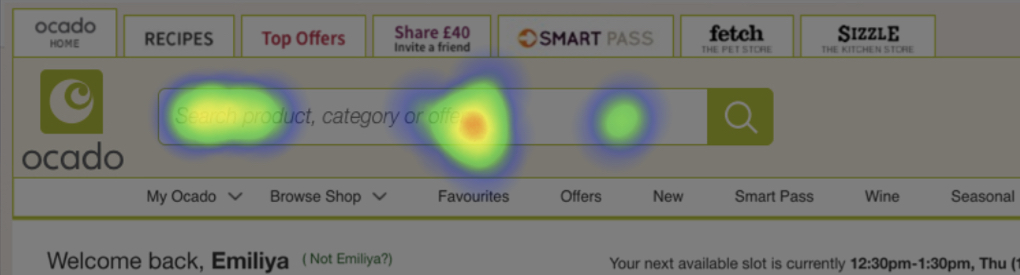 ocado
HOME
RECIPES
Top Offers
Share £40
Invite a friend
SMART PASS
fetch
THE PET STORE
SIZZLE
THE KITCHEN STORE
ocado
Search product, category or offe
My Ocado
Browse Shop
Favourites
Offers
New
Smart Pass
Wine
Seasonal
Welcome back, Emiliya (Not Emiliya?)
Your next available slot is currently 12:30pm-1:30pm, Thu (1